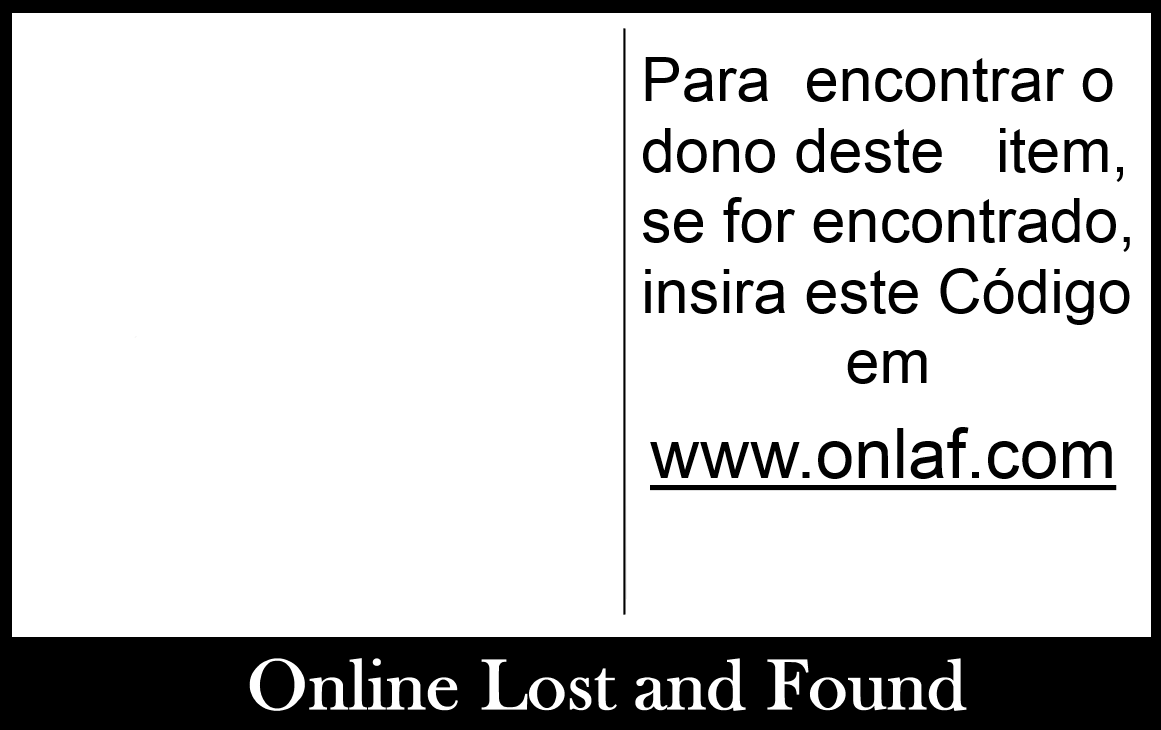 Para encontrar o
dono deste item,
se for encontrado,
insira este Código
em
www.onlaf.com
Online Lost and Found